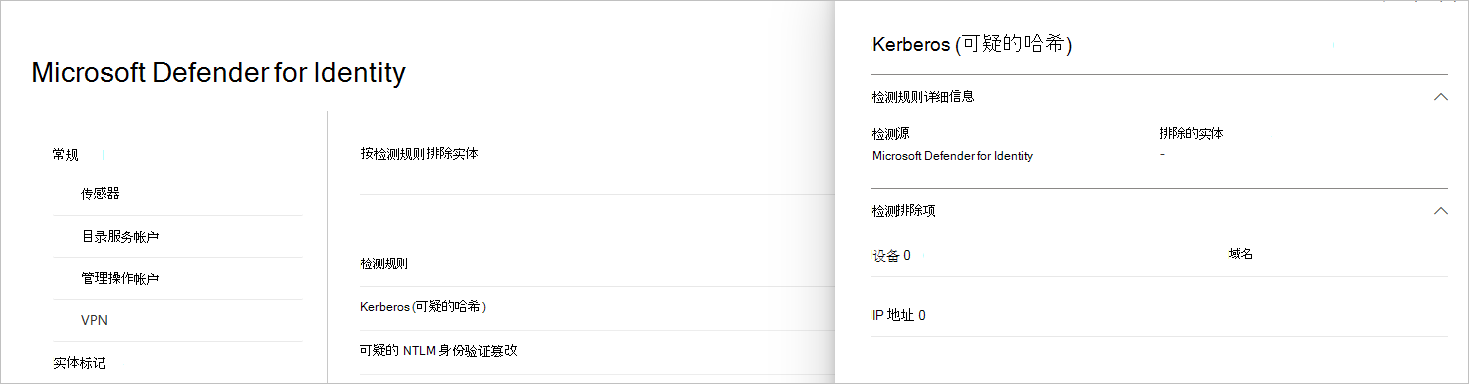 Microsoft Defender for Identity
常规
传感器
目录服务帐户
管理操作帐户
VPN
实体标记
按检测规则排除实体
检测规则
Kerberos (可疑的哈希)
可疑的 NTLM 身份验证篡改
Kerberos (可疑的哈希)
检测规则详细信息
检测源
排除的实体
Microsoft Defender for Identity
-
检测排除项
设备 0
域名
IP 地址 0